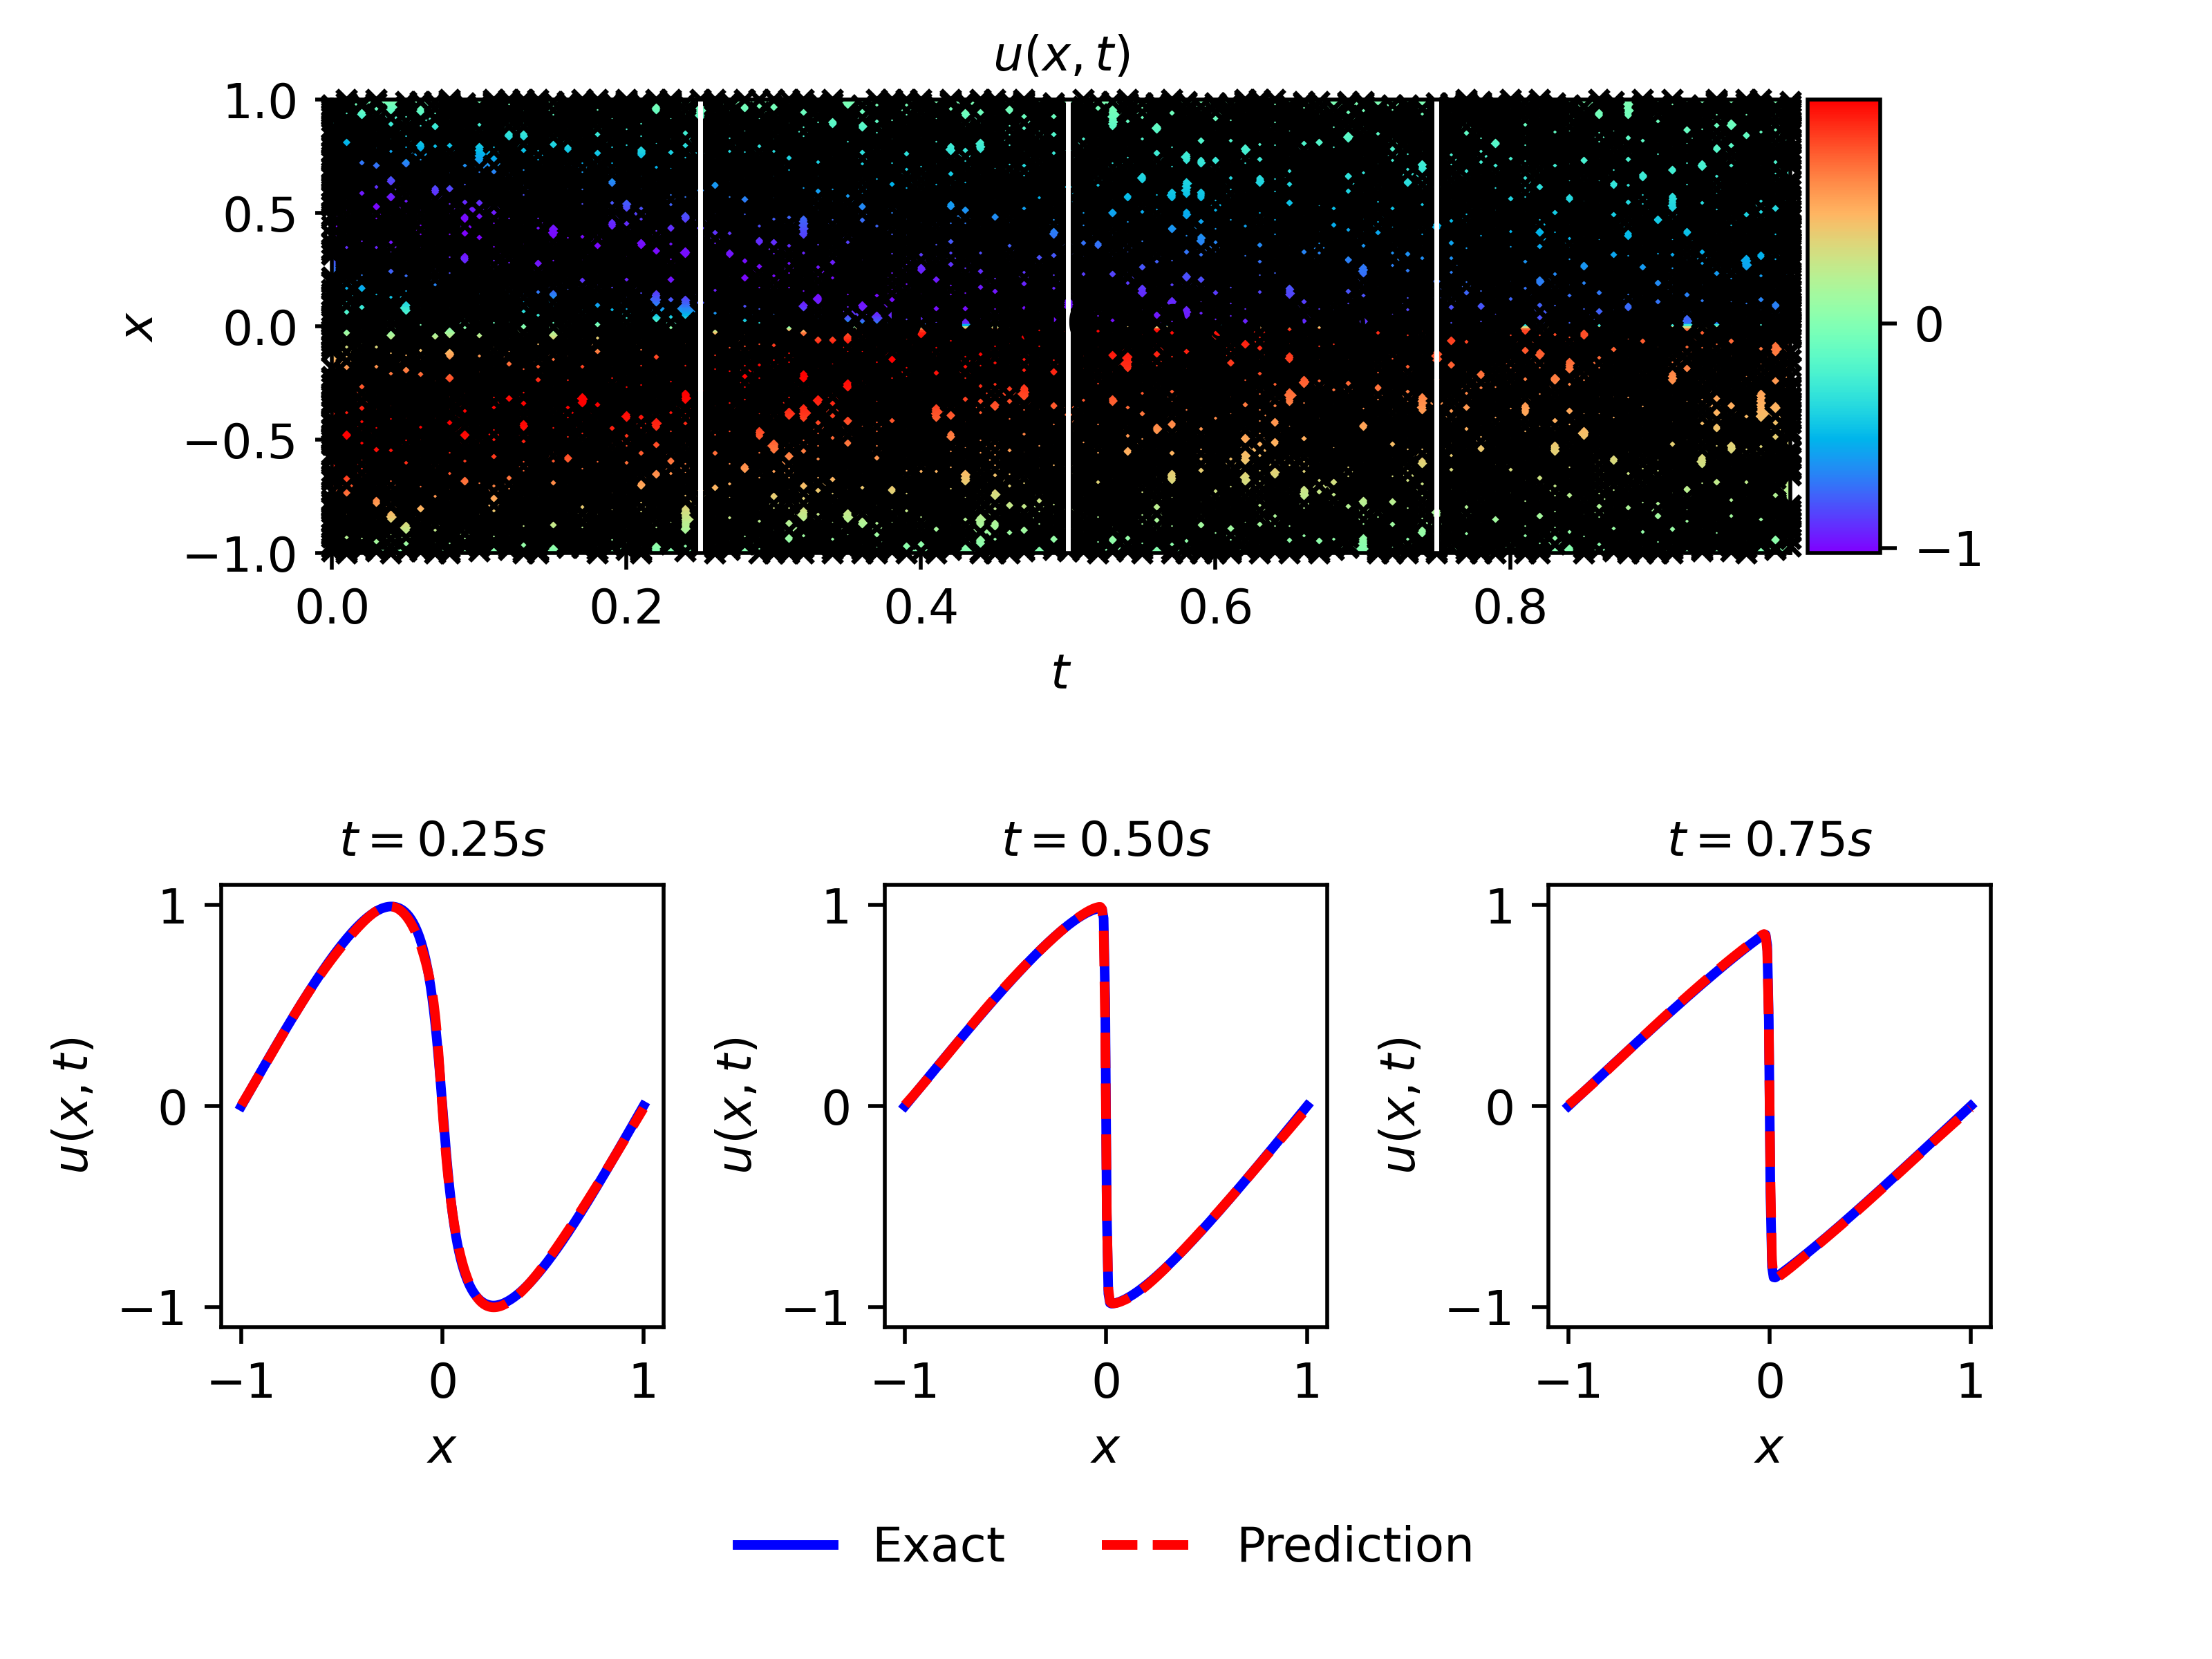 u(x, t)
1.0
0.5
0.0
−0.5
−1.0
x
0.0 0.2 0.4 0.6 0.8
t
0
−1
t = 0.25s t = 0.50s t = 0.75s
u(x, t)
1
0
−1
−1 0 1
x
u(x, t)
1
0
−1
−1 0 1
x
u(x, t)
1
0
−1
−1 0 1
x
Exact Prediction